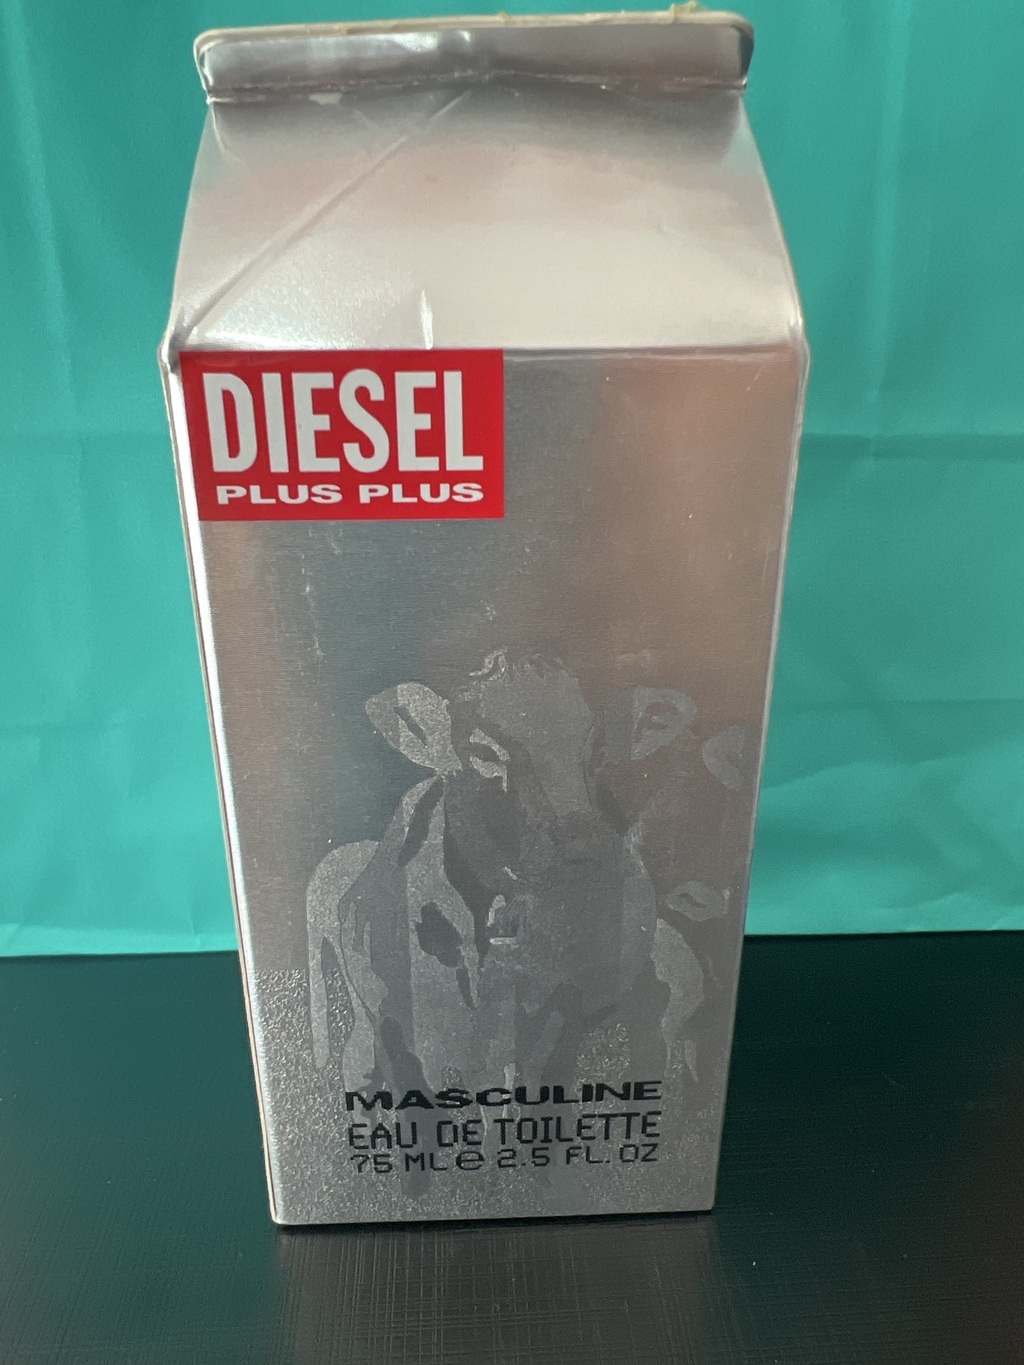 DIESEL
PLUS PLUS
MASCULINE
EAU DE TOILETTE
75 ML ℮ 2.5 FL. OZ